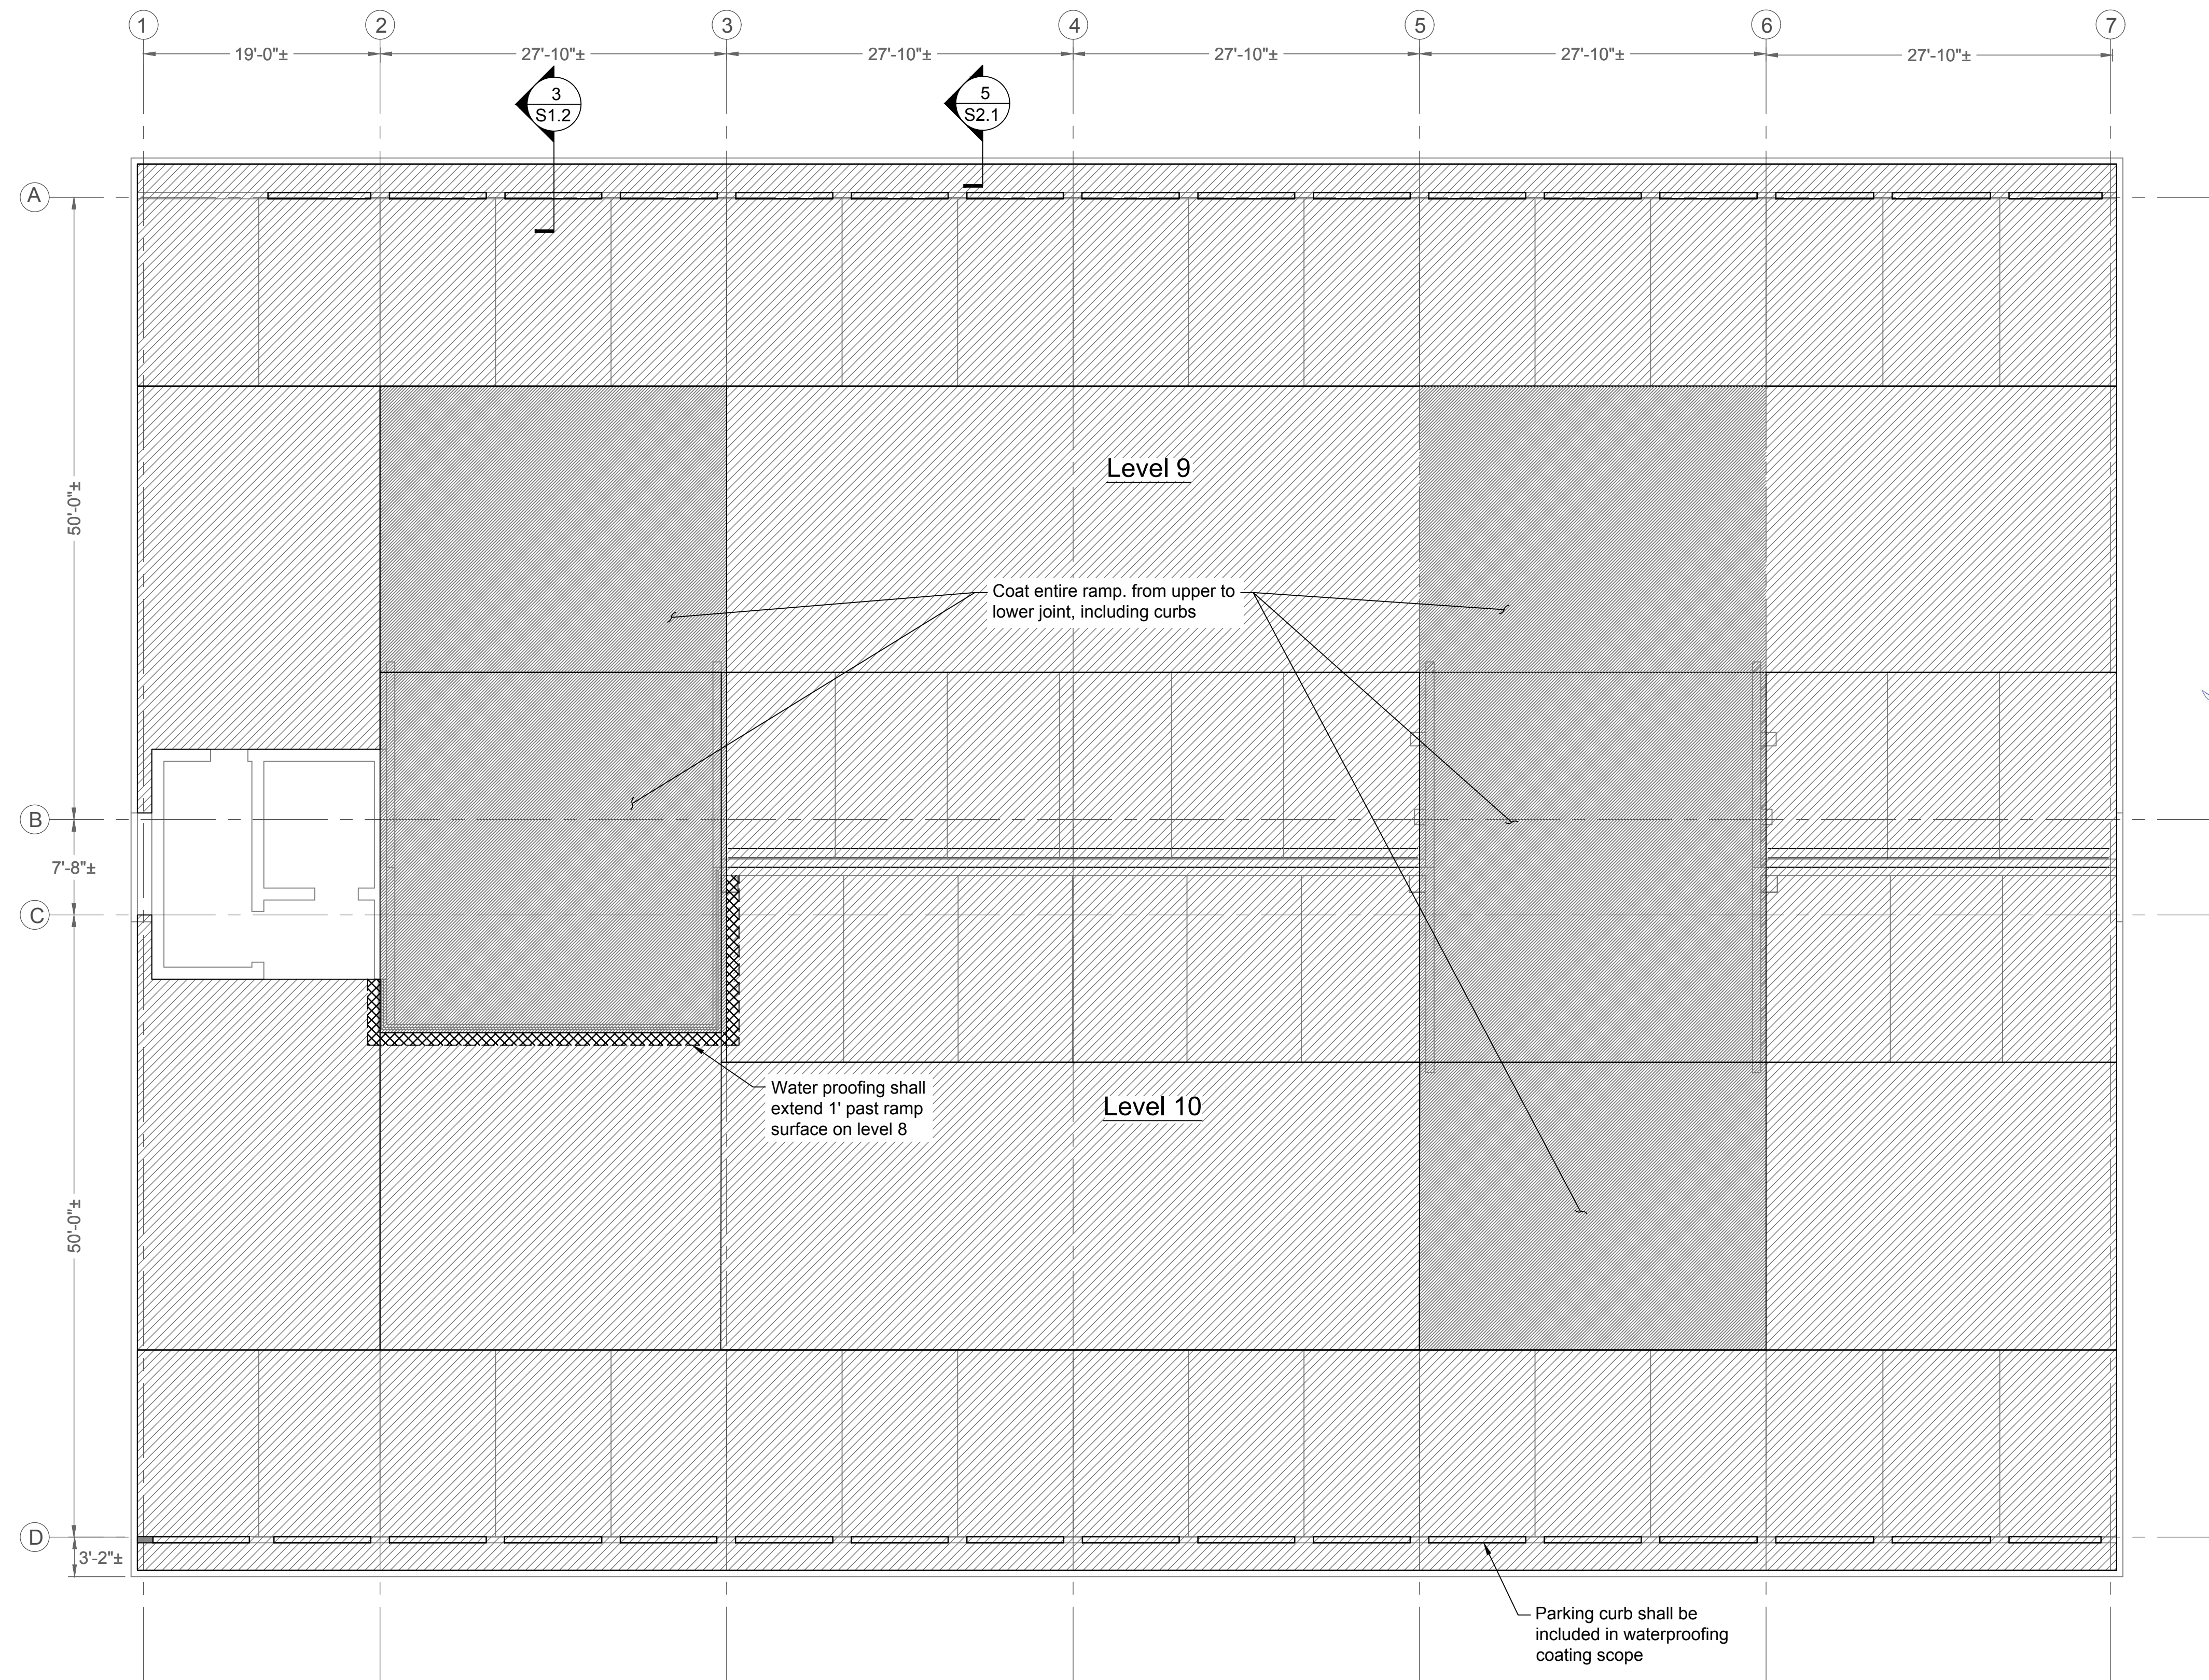 1
2
3
4
5
6
7
19'-0"±
27'-10"±
27'-10"±
27'-10"±
27'-10"±
27'-10"±
3
S1.2
5
S2.1
A
Level 9
50'-0"±
Coat entire ramp. from upper to
lower joint, including curbs
B
7'-8"±
C
Water proofing shall
extend 1' past ramp
surface on level 8
Level 10
50'-0"±
D
3'-2"±
Parking curb shall be
included in waterproofing
coating scope